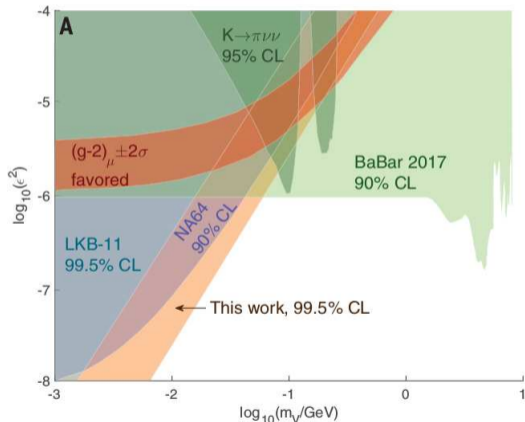 A
-4
K→πνν
95% CL
-5
(g-2)μ ±2σ
favored
BaBar 2017
90% CL
log10(ε²)
-6
NA64
90% CL
LKB-11
99.5% CL
-7
This work, 99.5% CL
-8
-3
-2
-1
0
1
log10(mV/GeV)